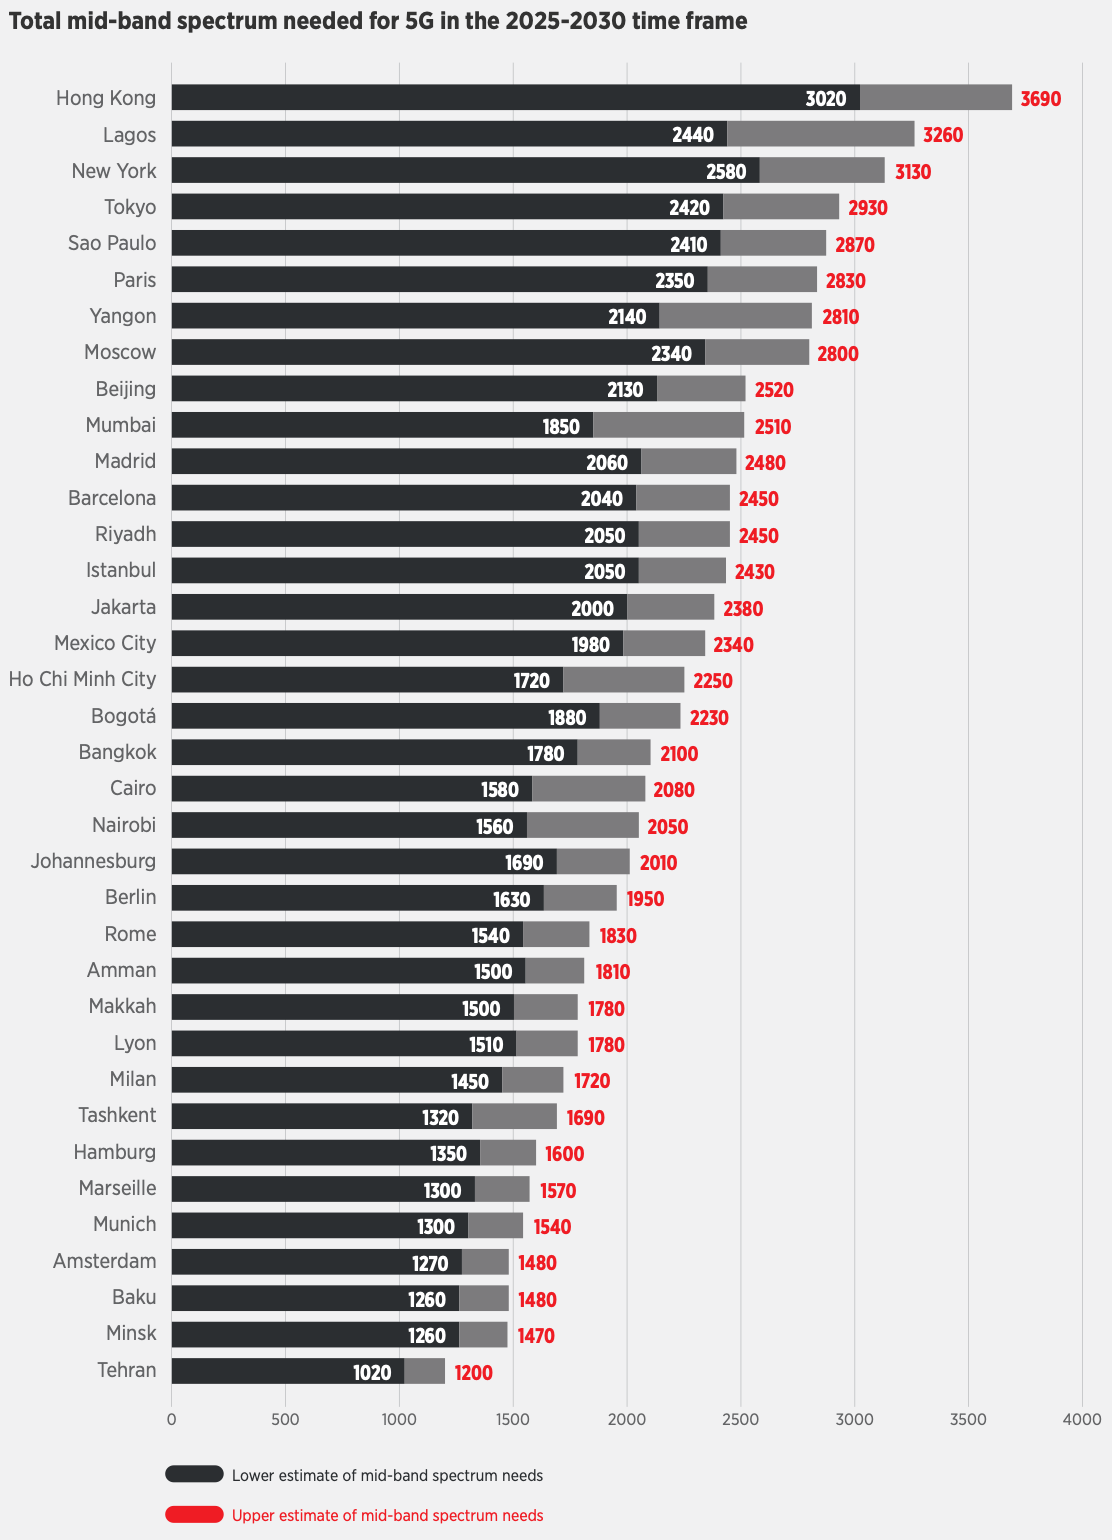 Total mid-band spectrum needed for 5G in the 2025-2030 time frame
Hong Kong 3020 3690
Lagos 2440 3260
New York 2580 3130
Tokyo 2420 2930
Sao Paulo 2410 2870
Paris 2350 2830
Yangon 2140 2810
Moscow 2340 2800
Beijing 2130 2520
Mumbai 1850 2510
Madrid 2060 2480
Barcelona 2040 2450
Riyadh 2050 2450
Istanbul 2050 2430
Jakarta 2000 2380
Mexico City 1980 2340
Ho Chi Minh City 1720 2250
Bogotá 1880 2230
Bangkok 1780 2100
Cairo 1580 2080
Nairobi 1560 2050
Johannesburg 1690 2010
Berlin 1630 1950
Rome 1540 1830
Amman 1500 1810
Makkah 1500 1780
Lyon 1510 1780
Milan 1450 1720
Tashkent 1320 1690
Hamburg 1350 1600
Marseille 1300 1570
Munich 1300 1540
Amsterdam 1270 1480
Baku 1260 1480
Minsk 1260 1470
Tehran 1020 1200
0 500 1000 1500 2000 2500 3000 3500 4000
Lower estimate of mid-band spectrum needs
Upper estimate of mid-band spectrum needs